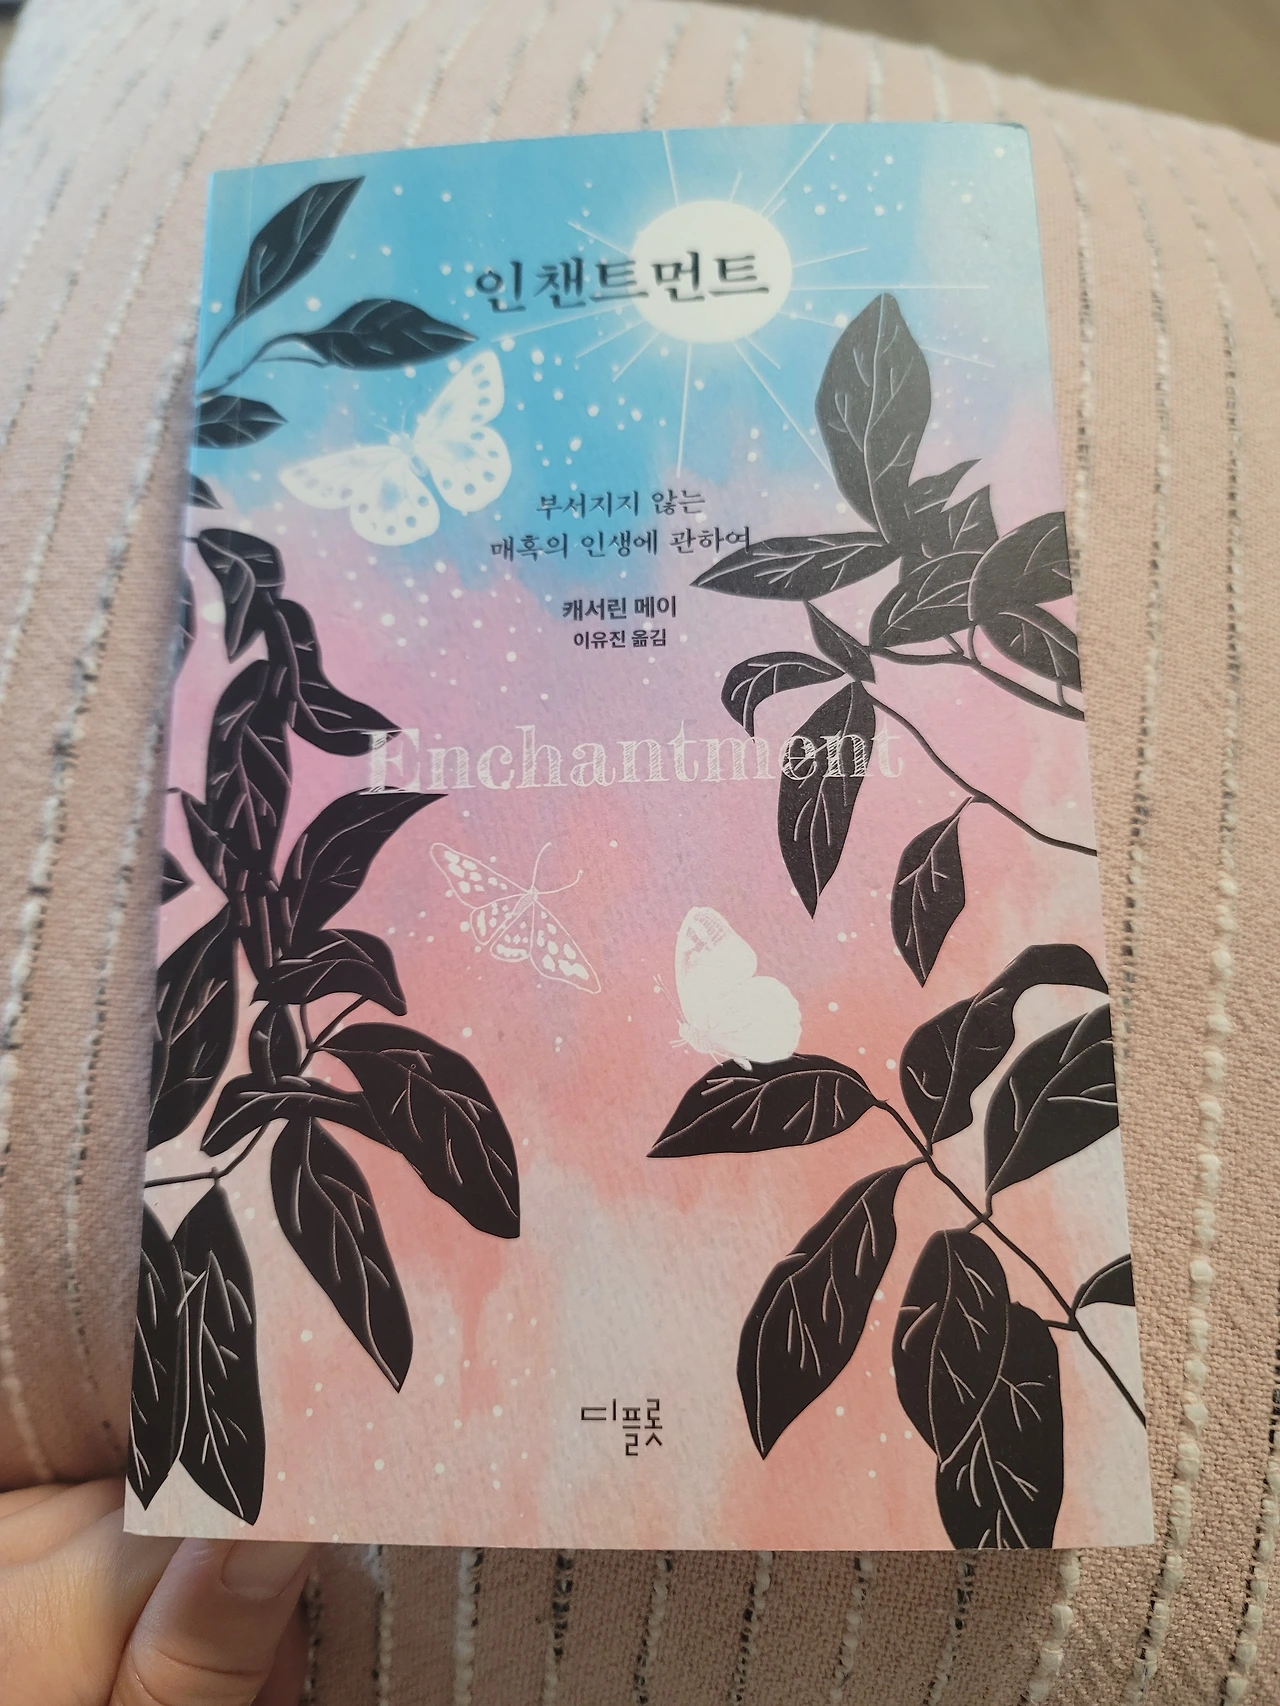 인챈트먼트
부서지지 않는
매혹의 인생에 관하여
캐서린 메이
이유진 옮김
Enchantment
디플롯